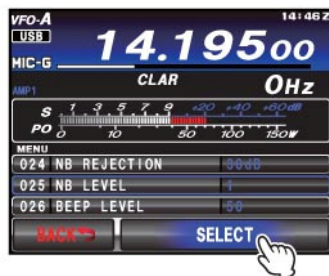 VFO-A 14:46Z
USB
14.19500
MIC-G
CLAR 0Hz
AMP1
S 1 3 5 7 9 +20 +40 +60dB
PO 0 10 50 100 150W
MENU
024 NB REJECTION 30dB
025 NB LEVEL
026 BEEP LEVEL 50
BACK SELECT